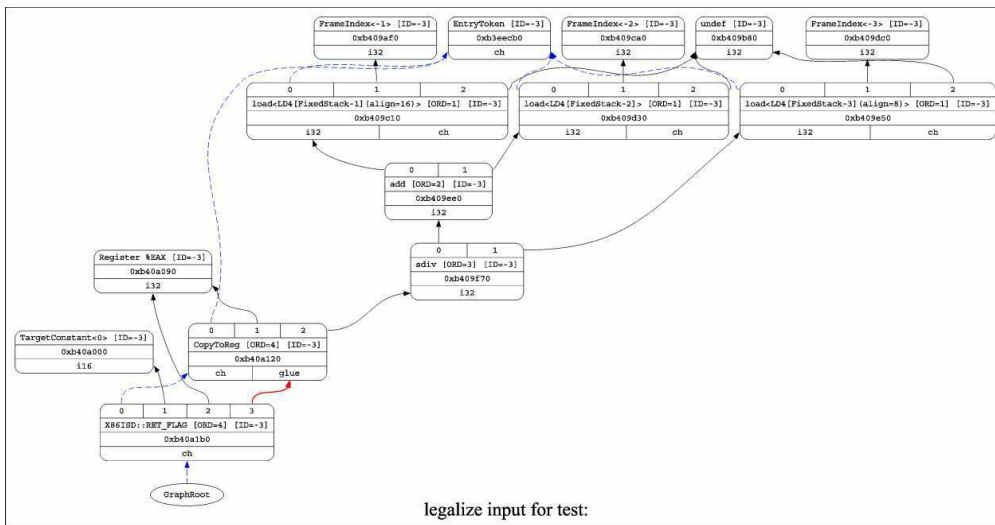 FrameIndex<-1> [ID=-3]
0xb409af0
i32
EntryToken [ID=-3]
0xb3eecb0
ch
FrameIndex<-2> [ID=-3]
0xb409ca0
i32
undef [ID=-3]
0xb409b80
i32
FrameIndex<-3> [ID=-3]
0xb409dc0
i32
0 1 2
load<LD4[FixedStack-1](align=16)> [ORD=1] [ID=-3]
0xb409c10
i32 ch
0 1 2
load<LD4[FixedStack-2]> [ORD=1] [ID=-3]
0xb409d30
i32 ch
0 1 2
load<LD4[FixedStack-3](align=8)> [ORD=1] [ID=-3]
0xb409e50
i32 ch
0 1
add [ORD=2] [ID=-3]
0xb409ee0
i32
0 1
sdiv [ORD=3] [ID=-3]
0xb409f70
i32
Register %EAX [ID=-3]
0xb40a090
i32
0 1 2
CopyToReg [ORD=4] [ID=-3]
0xb40a120
ch glue
TargetConstant<0> [ID=-3]
0xb40a000
i16
0 1 2 3
X86ISD::RET_FLAG [ORD=4] [ID=-3]
0xb40a1b0
ch
GraphRoot
legalize input for test: